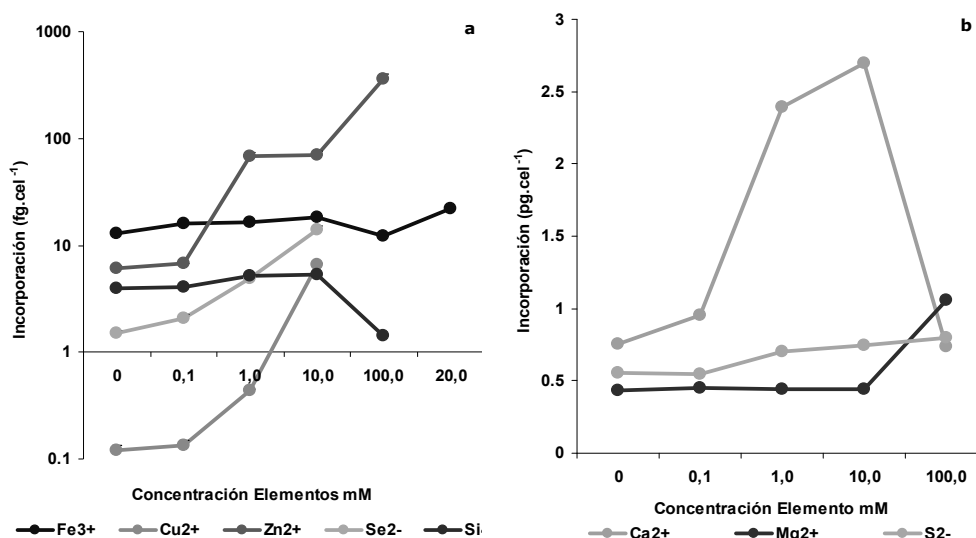 a
1000
100
10
1
0.1
Incorporación (fg.cel⁻¹)
0 0,1 1,0 10,0 100,0 20,0
Concentración Elementos mM
Fe3+ Cu2+ Zn2+ Se2- Si
b
3
2.5
2
1.5
1
0.5
0
Incorporación (pg.cel⁻¹)
0 0,1 1,0 10,0 100,0
Concentración Elemento mM
Ca2+ Mg2+ S2-